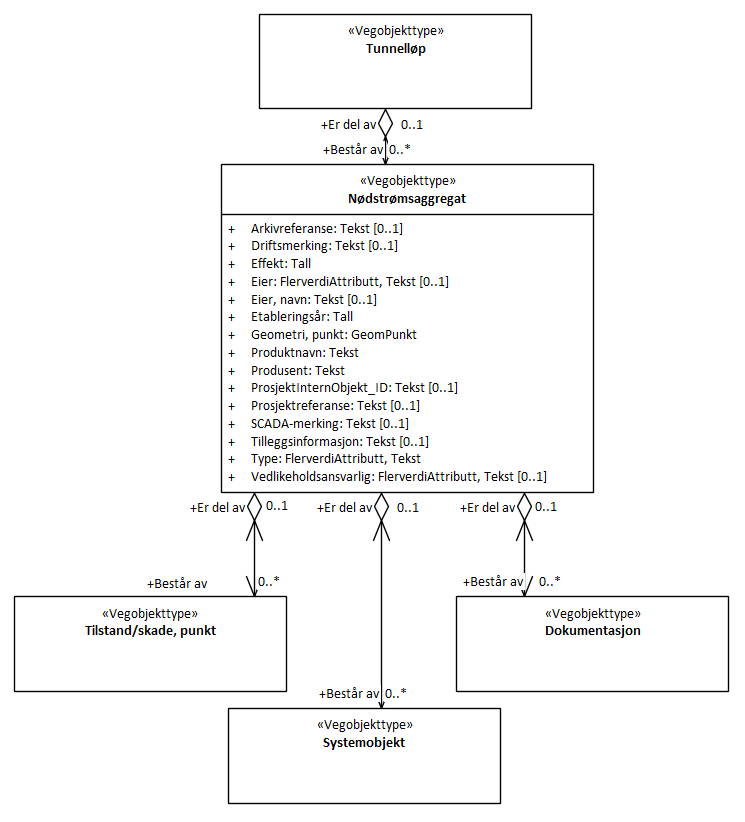 «Vegobjekttype»
Tunnelløp
+Er del av 0..1
+Består av 0..*
«Vegobjekttype»
Nødstrømsaggregat
+ Arkivreferanse: Tekst [0..1]
+ Driftsmerking: Tekst [0..1]
+ Effekt: Tall
+ Eier: FlerverdiAttributt, Tekst [0..1]
+ Eier, navn: Tekst [0..1]
+ Etableringsår: Tall
+ Geometri, punkt: GeomPunkt
+ Produktnavn: Tekst
+ Produsent: Tekst
+ ProsjektInternObjekt_ID: Tekst [0..1]
+ Prosjektreferanse: Tekst [0..1]
+ SCADA-merking: Tekst [0..1]
+ Tilleggsinformasjon: Tekst [0..1]
+ Type: FlerverdiAttributt, Tekst
+ Vedlikeholdsansvarlig: FlerverdiAttributt, Tekst [0..1]
+Er del av 0..1 +Er del av 0..1 +Er del av 0..1
+Består av 0..* +Består av 0..*
«Vegobjekttype»
Tilstand/skade, punkt
«Vegobjekttype»
Dokumentasjon
+Består av 0..*
«Vegobjekttype»
Systemobjekt